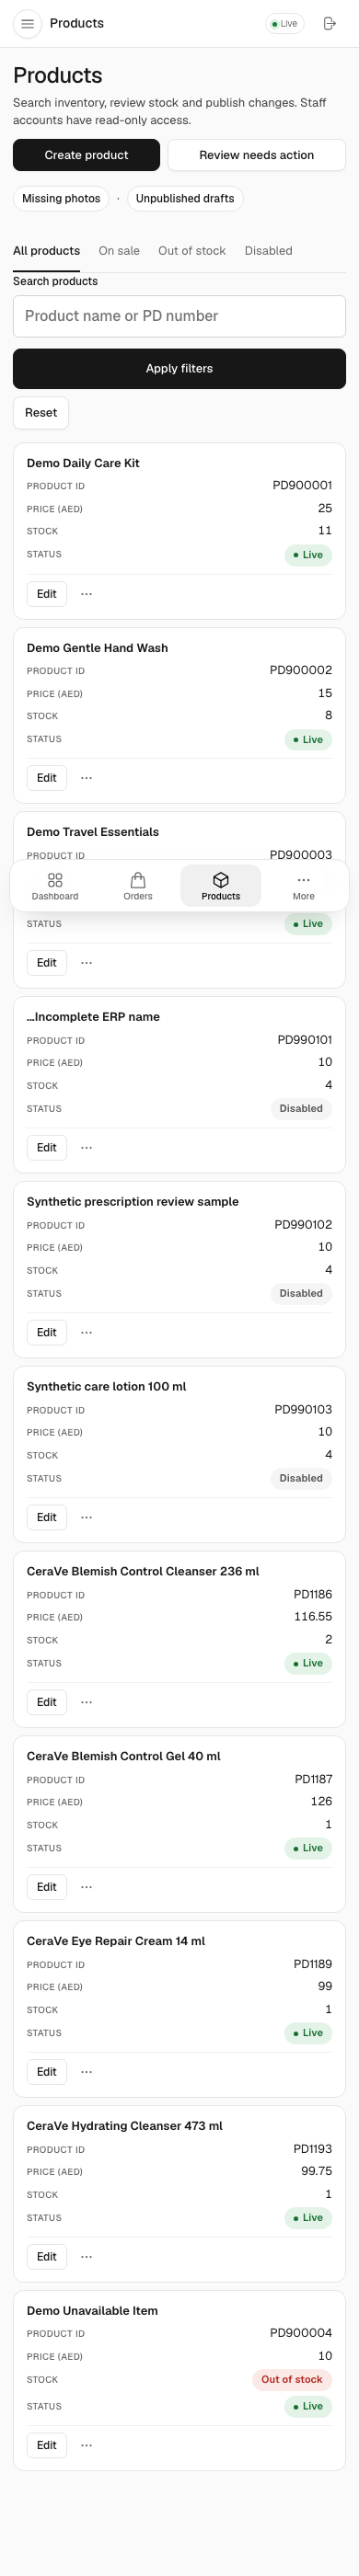 Products
Live
Products
Search inventory, review stock and publish changes. Staff
accounts have read-only access.
Create product
Review needs action
Missing photos · Unpublished drafts
All products
On sale
Out of stock
Disabled
Search products
Product name or PD number
Apply filters
Reset
Demo Daily Care Kit
PRODUCT ID PD900001
PRICE (AED) 25
STOCK 11
STATUS Live
Edit ...
Demo Gentle Hand Wash
PRODUCT ID PD900002
PRICE (AED) 15
STOCK 8
STATUS Live
Edit ...
Demo Travel Essentials
PRODUCT ID PD900003
Dashboard
Orders
Products
More
STATUS Live
Edit ...
...Incomplete ERP name
PRODUCT ID PD990101
PRICE (AED) 10
STOCK 4
STATUS Disabled
Edit ...
Synthetic prescription review sample
PRODUCT ID PD990102
PRICE (AED) 10
STOCK 4
STATUS Disabled
Edit ...
Synthetic care lotion 100 ml
PRODUCT ID PD990103
PRICE (AED) 10
STOCK 4
STATUS Disabled
Edit ...
CeraVe Blemish Control Cleanser 236 ml
PRODUCT ID PD1186
PRICE (AED) 116.55
STOCK 2
STATUS Live
Edit ...
CeraVe Blemish Control Gel 40 ml
PRODUCT ID PD1187
PRICE (AED) 126
STOCK 1
STATUS Live
Edit ...
CeraVe Eye Repair Cream 14 ml
PRODUCT ID PD1189
PRICE (AED) 99
STOCK 1
STATUS Live
Edit ...
CeraVe Hydrating Cleanser 473 ml
PRODUCT ID PD1193
PRICE (AED) 99.75
STOCK 1
STATUS Live
Edit ...
Demo Unavailable Item
PRODUCT ID PD900004
PRICE (AED) 10
STOCK Out of stock
STATUS Live
Edit ...